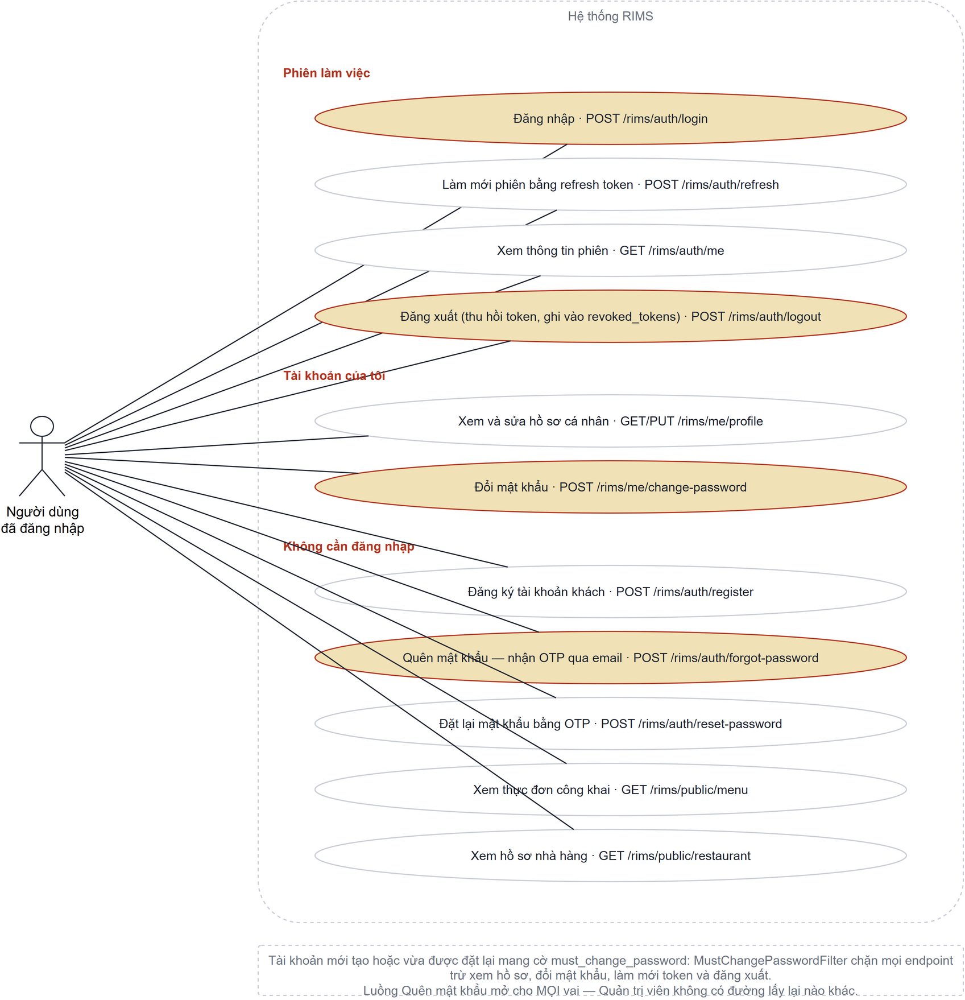 Hệ thống RIMS
Phiên làm việc
Đăng nhập · POST /rims/auth/login
Làm mới phiên bằng refresh token · POST /rims/auth/refresh
Xem thông tin phiên · GET /rims/auth/me
Đăng xuất (thu hồi token, ghi vào revoked_tokens) · POST /rims/auth/logout
Tài khoản của tôi
Xem và sửa hồ sơ cá nhân · GET/PUT /rims/me/profile
Đổi mật khẩu · POST /rims/me/change-password
Người dùng
đã đăng nhập
Không cần đăng nhập
Đăng ký tài khoản khách · POST /rims/auth/register
Quên mật khẩu — nhận OTP qua email · POST /rims/auth/forgot-password
Đặt lại mật khẩu bằng OTP · POST /rims/auth/reset-password
Xem thực đơn công khai · GET /rims/public/menu
Xem hồ sơ nhà hàng · GET /rims/public/restaurant
Tài khoản mới tạo hoặc vừa được đặt lại mang cờ must_change_password: MustChangePasswordFilter chặn mọi endpoint
trừ xem hồ sơ, đổi mật khẩu, làm mới token và đăng xuất.
Luồng Quên mật khẩu mở cho MỌI vai — Quản trị viên không có đường lấy lại nào khác.